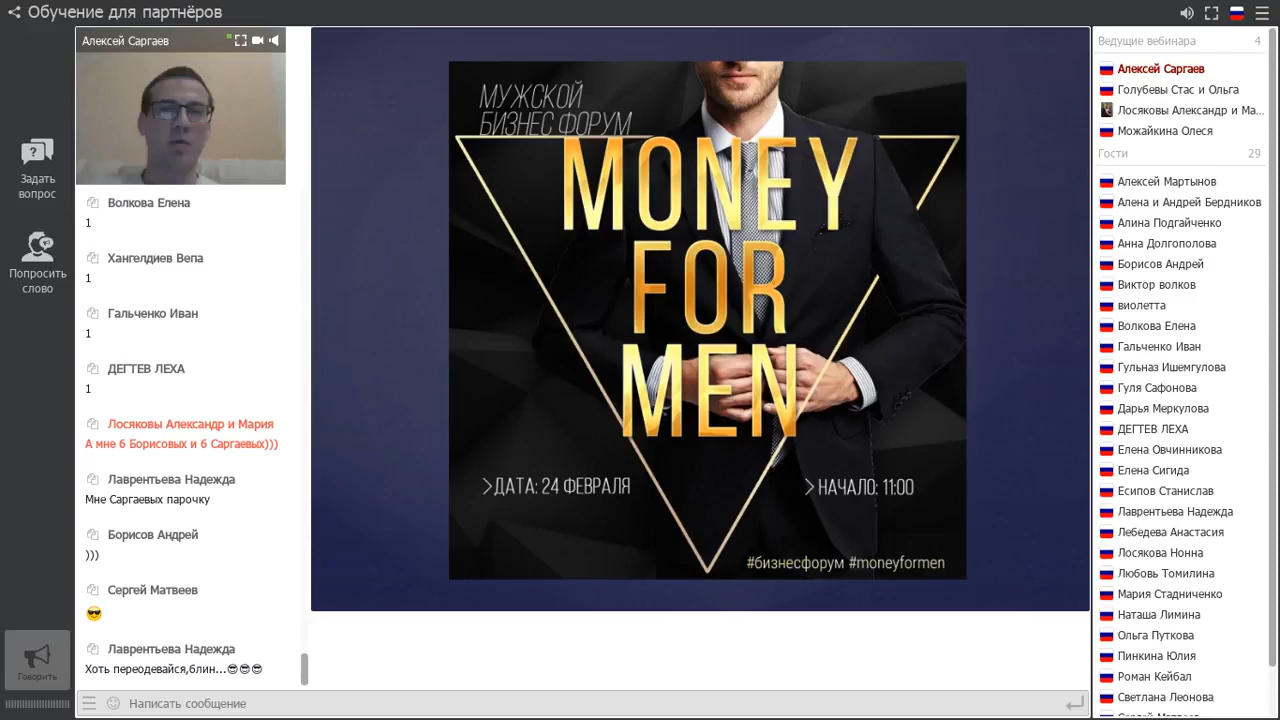 Обучение для партнёров
Задать
вопрос
Попросить
слово
Говорить
Алексей Саргаев
Волкова Елена
1
Хангелдиев Вепа
1
Гальченко Иван
1
ДЕГТЕВ ЛЕХА
1
Лосяковы Александр и Мария
А мне 6 Борисовых и 6 Саргаевых)))
Лаврентьева Надежда
Мне Саргаевых парочку
Борисов Андрей
)))
Сергей Матвеев
😎
Лаврентьева Надежда
Хоть переодевайся,блин...😎😎😎
Написать сообщение
МУЖСКОЙ
БИЗНЕС ФОРУМ
MONEY
FOR
MEN
>ДАТА: 24 ФЕВРАЛЯ
>НАЧАЛО: 11:00
#бизнесфорум #moneyformen
Ведущие вебинара 4
Алексей Саргаев
Голубевы Стас и Ольга
Лосяковы Александр и Ма...
Можайкина Олеся
Гости 29
Алексей Мартынов
Алена и Андрей Бердников
Алина Подгайченко
Анна Долгополова
Борисов Андрей
Виктор волков
виолетта
Волкова Елена
Гальченко Иван
Гульназ Ишемгулова
Гуля Сафонова
Дарья Меркулова
ДЕГТЕВ ЛЕХА
Елена Овчинникова
Елена Сигида
Есипов Станислав
Лаврентьева Надежда
Лебедева Анастасия
Лосякова Нонна
Любовь Томилина
Мария Стадниченко
Наташа Лимина
Ольга Путкова
Пинкина Юлия
Роман Кейбал
Светлана Леонова
Сергей Матвеев